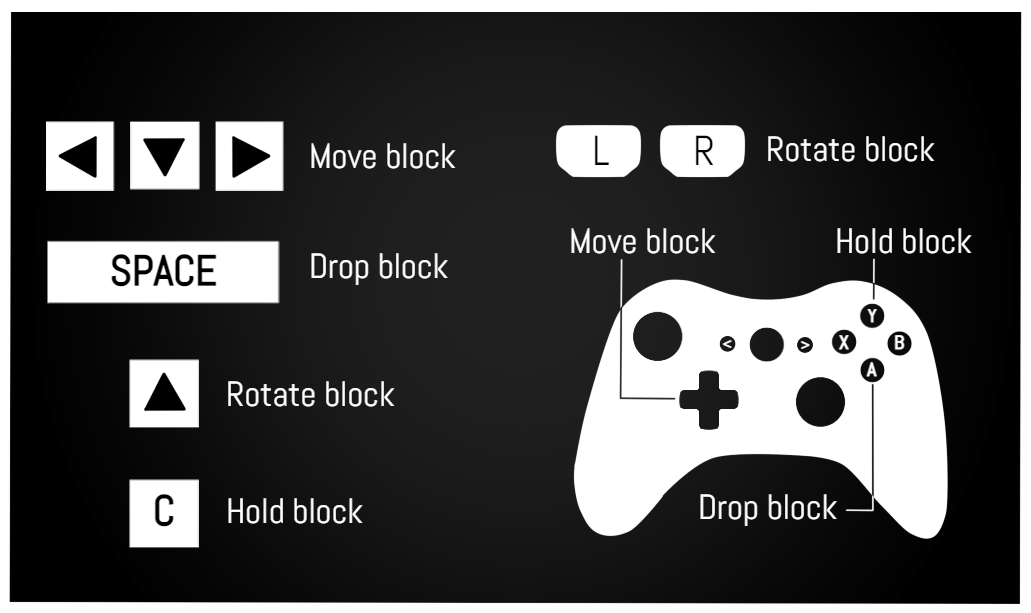 Move block
SPACE
Drop block
Rotate block
C
Hold block
L R Rotate block
Move block
Hold block
Y
< > X B
A
Drop block